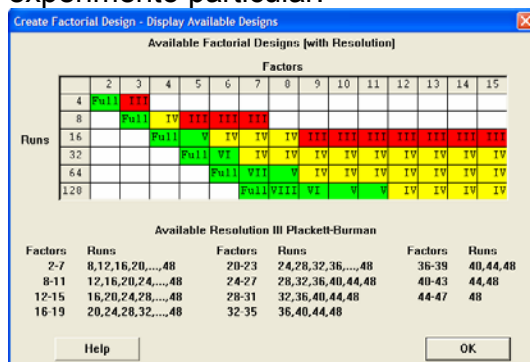 experimento particular.
Create Factorial Design - Display Available Designs
Available Factorial Designs (with Resolution)
Factors
2 3 4 5 6 7 8 9 10 11 12 13 14 15
4 Full III
8 Full IV III III III
Runs 16 Full V IV IV IV III III III III III III III
32 Full VI IV IV IV IV IV IV IV IV IV
64 Full VII V IV IV IV IV IV IV IV
128 Full VIII VI V V IV IV IV IV
Available Resolution III Plackett-Burman
Factors Runs Factors Runs Factors Runs
2-7 8,12,16,20,...,48 20-23 24,28,32,36,...,48 36-39 40,44,48
8-11 12,16,20,24,...,48 24-27 28,32,36,40,44,48 40-43 44,48
12-15 16,20,24,28,...,48 28-31 32,36,40,44,48 44-47 48
16-19 20,24,28,32,...,48 32-35 36,40,44,48
Help OK